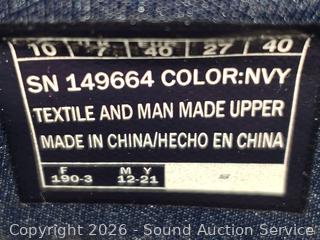 10 7 40 27 40
SN 149664 COLOR:NVY
TEXTILE AND MAN MADE UPPER
MADE IN CHINA/HECHO EN CHINA
F M Y
190-3 12-21
Copyright 2026 - Sound Auction Service